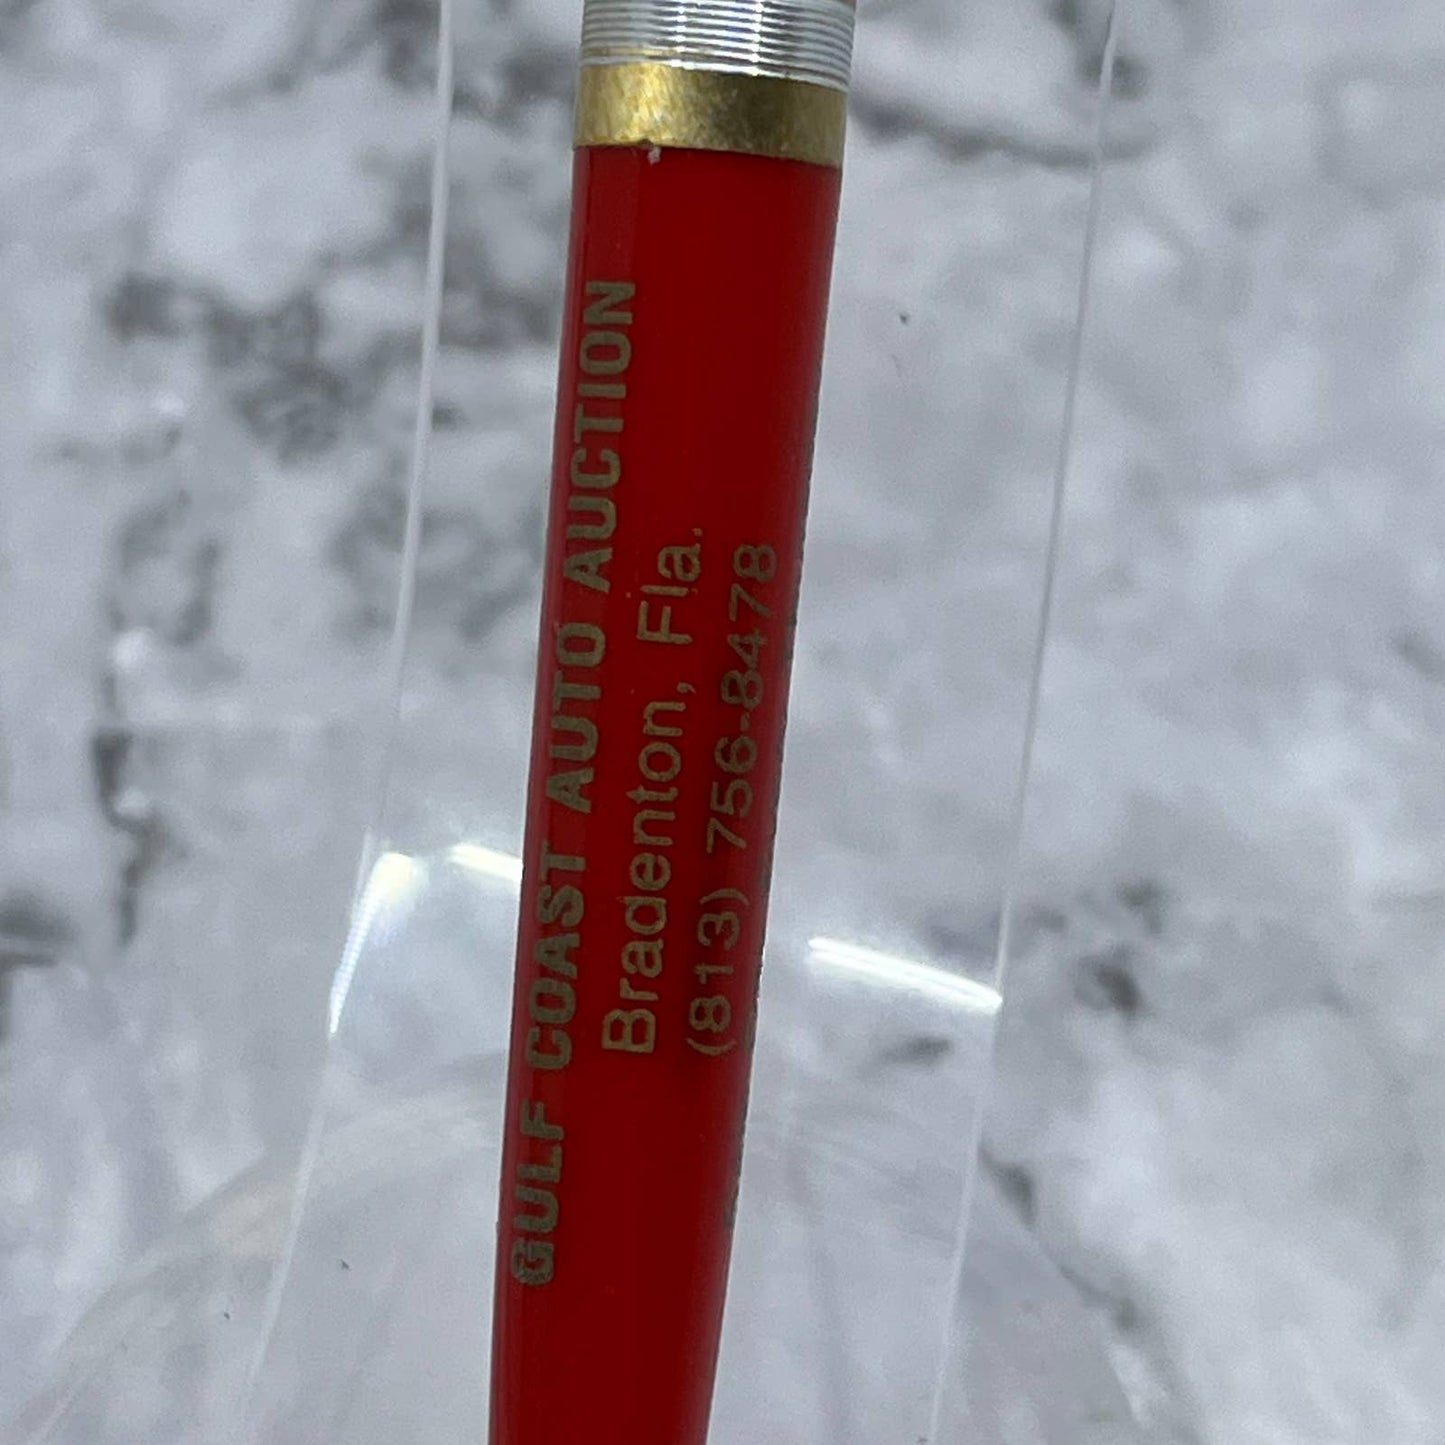 GULF COAST AUTO AUCTION
Bradenton, Fla.
(813) 756-8478